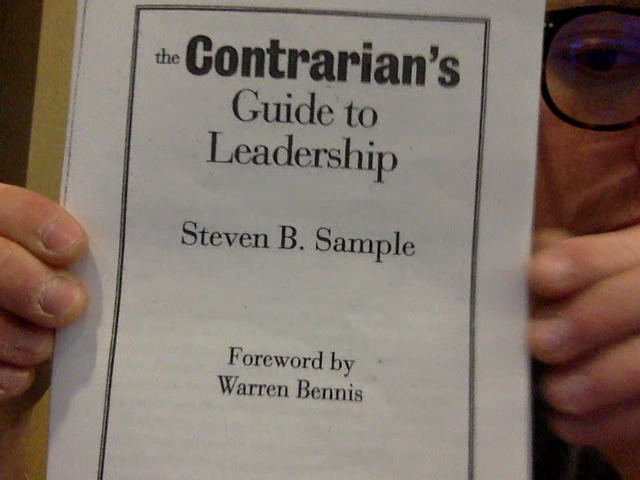 the Contrarian's
Guide to
Leadership
Steven B. Sample
Foreword by
Warren Bennis